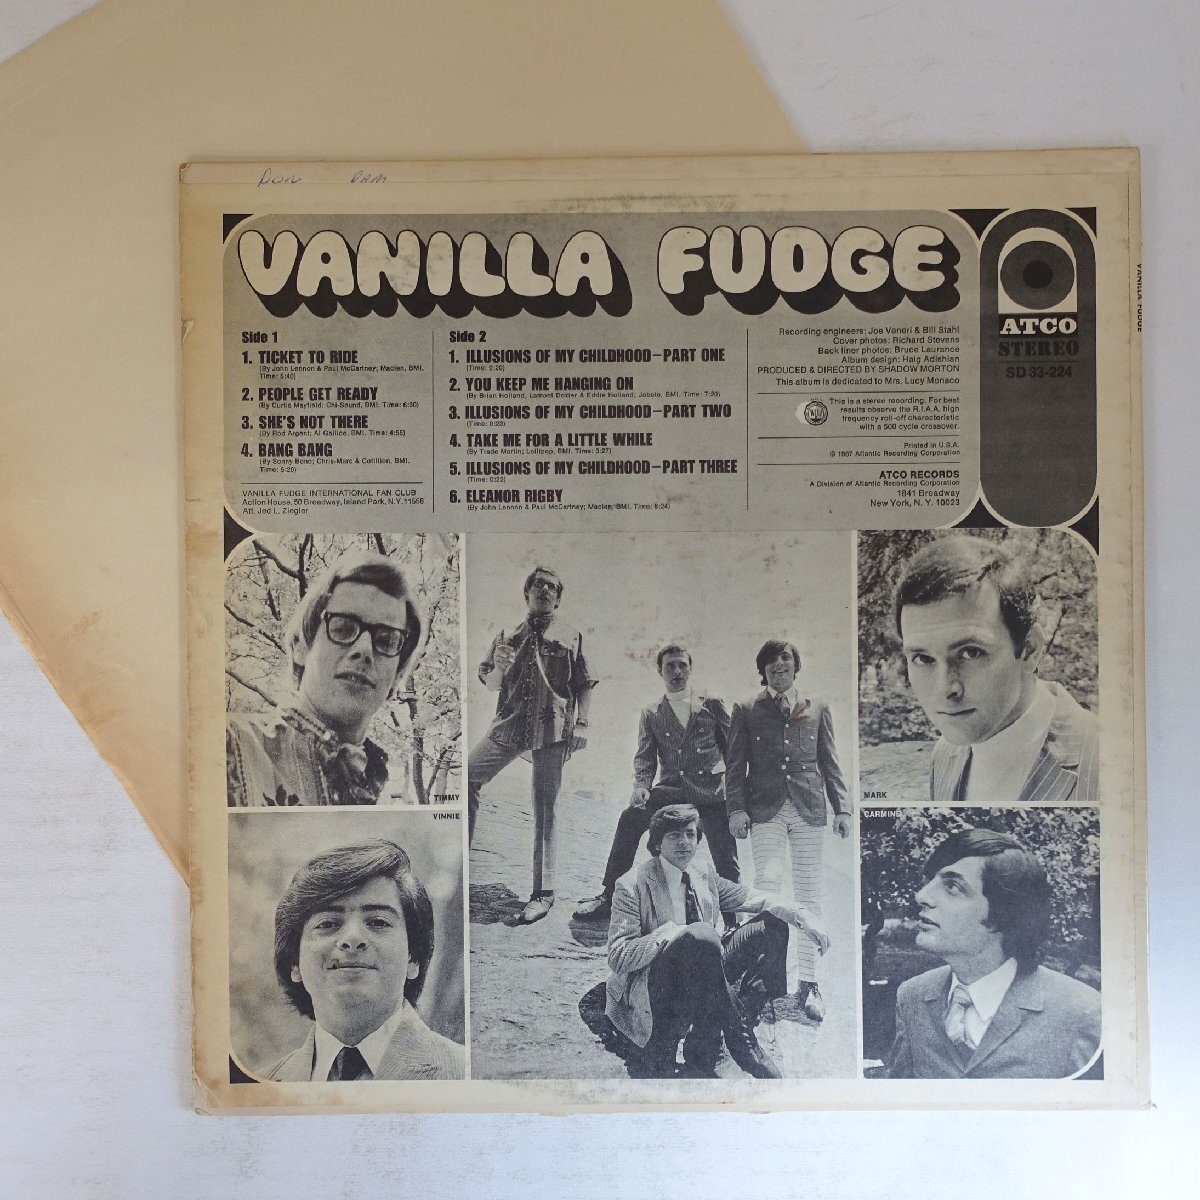 VANILLA FUDGE
VANILLA FUDGE
ATCO
STEREO
SD 33-224
Side 1
1. TICKET TO RIDE
(By John Lennon & Paul McCartney; Maclen, BMI.
Time: 5:40)
2. PEOPLE GET READY
(By Curtis Mayfield; Chi-Sound, BMI. Time: 6:30)
3. SHE'S NOT THERE
(By Rod Argent; Al Gallico, BMI. Time: 4:55)
4. BANG BANG
(By Sonny Bono; Chris-Marc & Cotillion, BMI.
Time: 5:20)
VANILLA FUDGE INTERNATIONAL FAN CLUB
Action House, 50 Broadway, Island Park, N.Y. 11558
Att. Jed L. Ziegler
Side 2
1. ILLUSIONS OF MY CHILDHOOD—PART ONE
(Time: 0:20)
2. YOU KEEP ME HANGING ON
(By Brian Holland, Lamont Dozier & Eddie Holland; Jobete, BMI. Time: 7:20)
3. ILLUSIONS OF MY CHILDHOOD—PART TWO
(Time: 0:23)
4. TAKE ME FOR A LITTLE WHILE
(By Trade Martin; Lollipop, BMI. Time: 3:27)
5. ILLUSIONS OF MY CHILDHOOD—PART THREE
(Time: 0:22)
6. ELEANOR RIGBY
(By John Lennon & Paul McCartney; Maclen, BMI. Time: 8:24)
Recording engineers: Joe Veneri & Bill Stahl
Cover photos: Richard Stevens
Back liner photos: Bruce Laurance
Album design: Haig Adishian
PRODUCED & DIRECTED BY SHADOW MORTON
This album is dedicated to Mrs. Lucy Monaco
This is a stereo recording. For best
results observe the R.I.A.A. high
frequency roll-off characteristic
with a 500 cycle crossover.
Printed in U.S.A.
© 1967 Atlantic Recording Corporation
ATCO RECORDS
A Division of Atlantic Recording Corporation
1841 Broadway
New York, N. Y. 10023
TIMMY
VINNIE
MARK
CARMINE